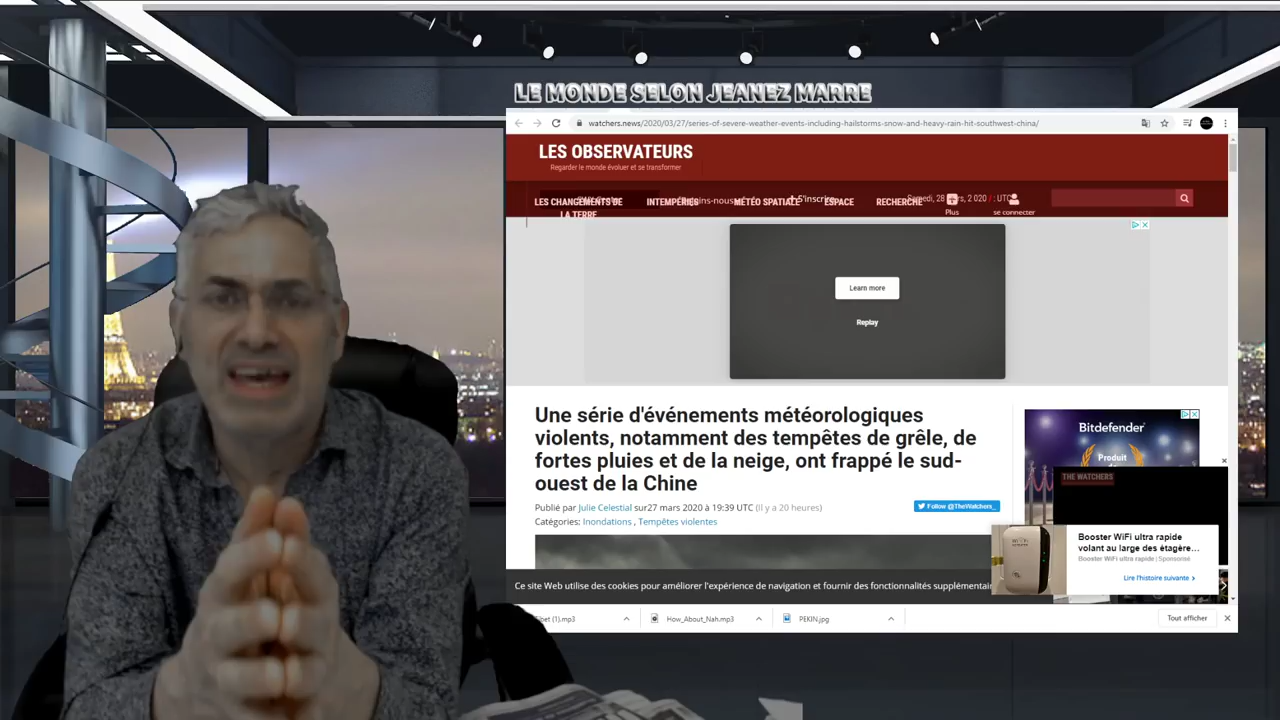 LE MONDE SELON JEANEZ MARRE
watchers.news/2020/03/27/series-of-severe-weather-events-including-hailstorms-snow-and-heavy-rain-hit-southwest-china/
LES OBSERVATEURS
Regarder le monde évoluer et se transformer
LES CHANGEMENTS DE
LA TERRE
INTEMPÉRIES
MÉTÉO SPATIALE
S'inscrire
ESPACE
RECHERCHE
Plus
se connecter
Learn more
Replay
Une série d'événements météorologiques
violents, notamment des tempêtes de grêle, de
fortes pluies et de la neige, ont frappé le sud-
ouest de la Chine
Publié par Julie Celestial sur27 mars 2020 à 19:39 UTC (Il y a 20 heures)
Follow @TheWatchers_
Catégories: Inondations , Tempêtes violentes
Bitdefender
Produit
THE WATCHERS
Booster WiFi ultra rapide
volant au large des étagère...
Booster WiFi ultra rapide | Sponsorisé
Lire l'histoire suivante >
Ce site Web utilise des cookies pour améliorer l'expérience de navigation et fournir des fonctionnalités supplémentair
(1).mp3
How_About_Nah.mp3
PEKIN.jpg
Tout afficher